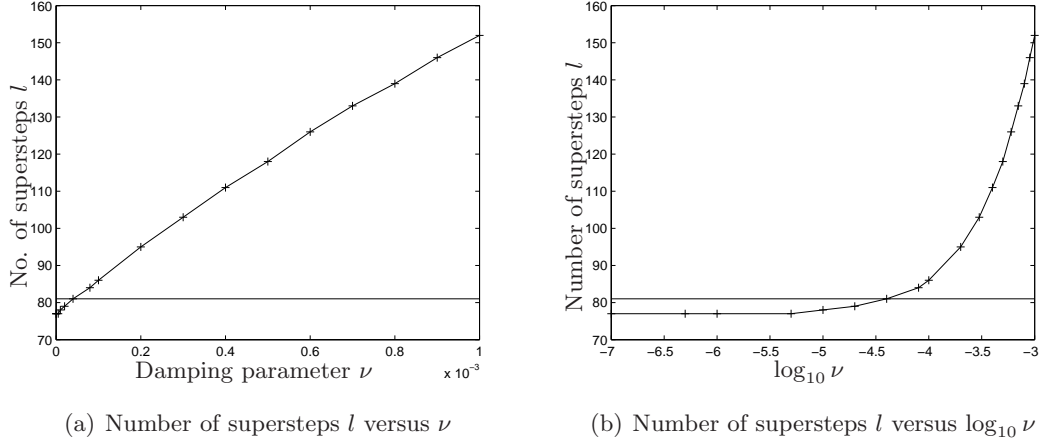 160
150
140
130
120
110
100
90
80
70
No. of supersteps l
0 0.2 0.4 0.6 0.8 1
x 10⁻³
Damping parameter ν
(a) Number of supersteps l versus ν
160
150
140
130
120
110
100
90
80
70
Number of supersteps l
−7 −6.5 −6 −5.5 −5 −4.5 −4 −3.5 −3
log₁₀ ν
(b) Number of supersteps l versus log₁₀ ν